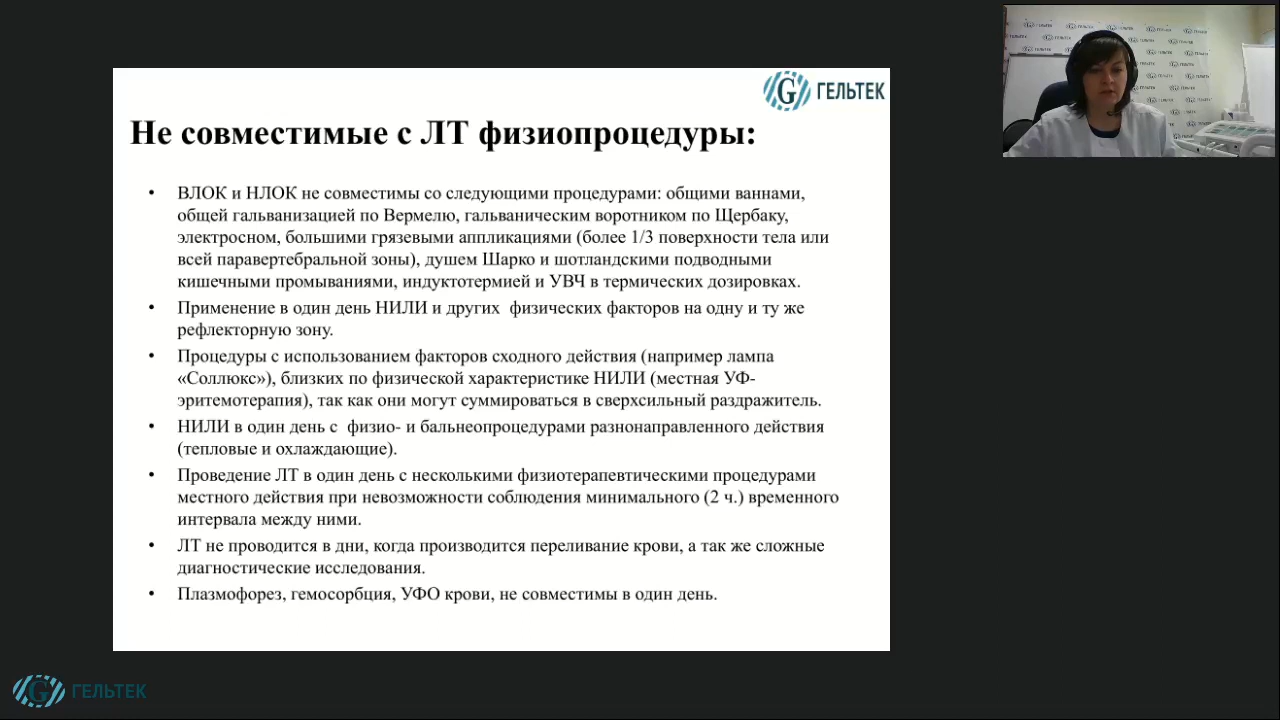 ГЕЛЬТЕК
Не совместимые с ЛТ физиопроцедуры:
• ВЛОК и НЛОК не совместимы со следующими процедурами: общими ваннами,
общей гальванизацией по Вермелю, гальваническим воротником по Щербаку,
электросном, большими грязевыми аппликациями (более 1/3 поверхности тела или
всей паравертебральной зоны), душем Шарко и шотландскими подводными
кишечными промываниями, индуктотермией и УВЧ в термических дозировках.
• Применение в один день НИЛИ и других физических факторов на одну и ту же
рефлекторную зону.
• Процедуры с использованием факторов сходного действия (например лампа
«Соллюкс»), близких по физической характеристике НИЛИ (местная УФ-
эритемотерапия), так как они могут суммироваться в сверхсильный раздражитель.
• НИЛИ в один день с физио- и бальнеопроцедурами разнонаправленного действия
(тепловые и охлаждающие).
• Проведение ЛТ в один день с несколькими физиотерапевтическими процедурами
местного действия при невозможности соблюдения минимального (2 ч.) временного
интервала между ними.
• ЛТ не проводится в дни, когда производится переливание крови, а так же сложные
диагностические исследования.
• Плазмофорез, гемосорбция, УФО крови, не совместимы в один день.
ГЕЛЬТЕК